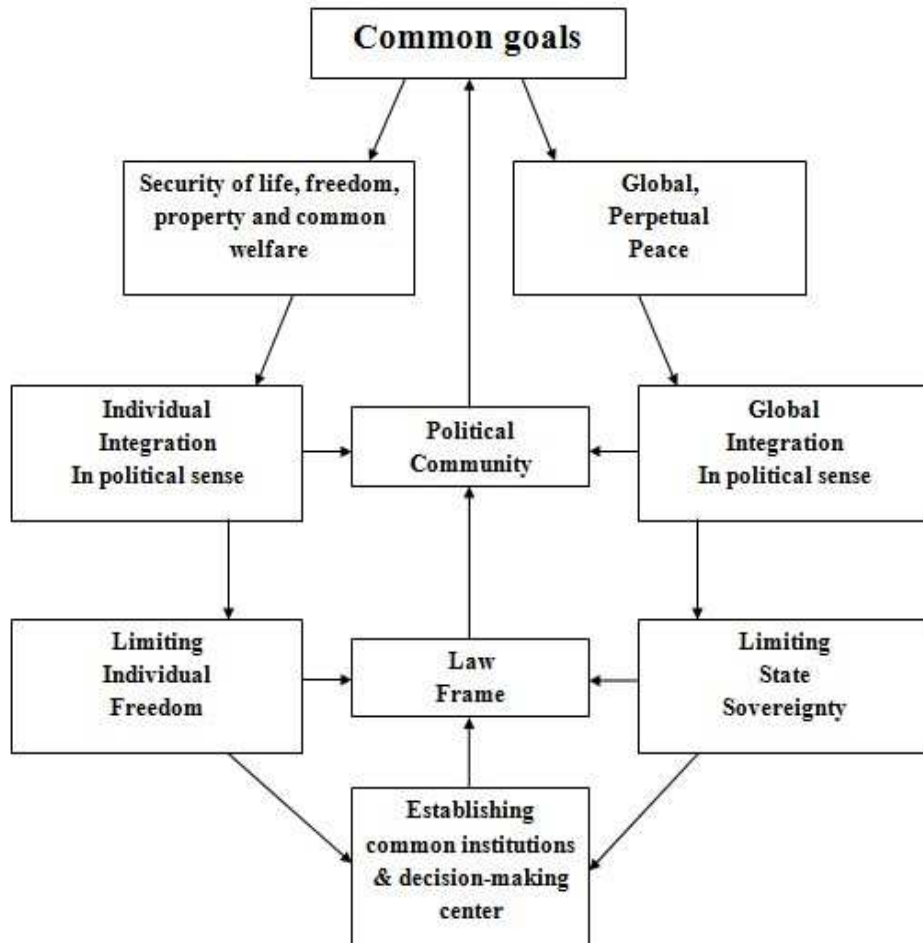 Common goals
Security of life, freedom,
property and common
welfare
Global,
Perpetual
Peace
Individual
Integration
In political sense
Political
Community
Global
Integration
In political sense
Limiting
Individual
Freedom
Law
Frame
Limiting
State
Sovereignty
Establishing
common institutions
& decision-making
center